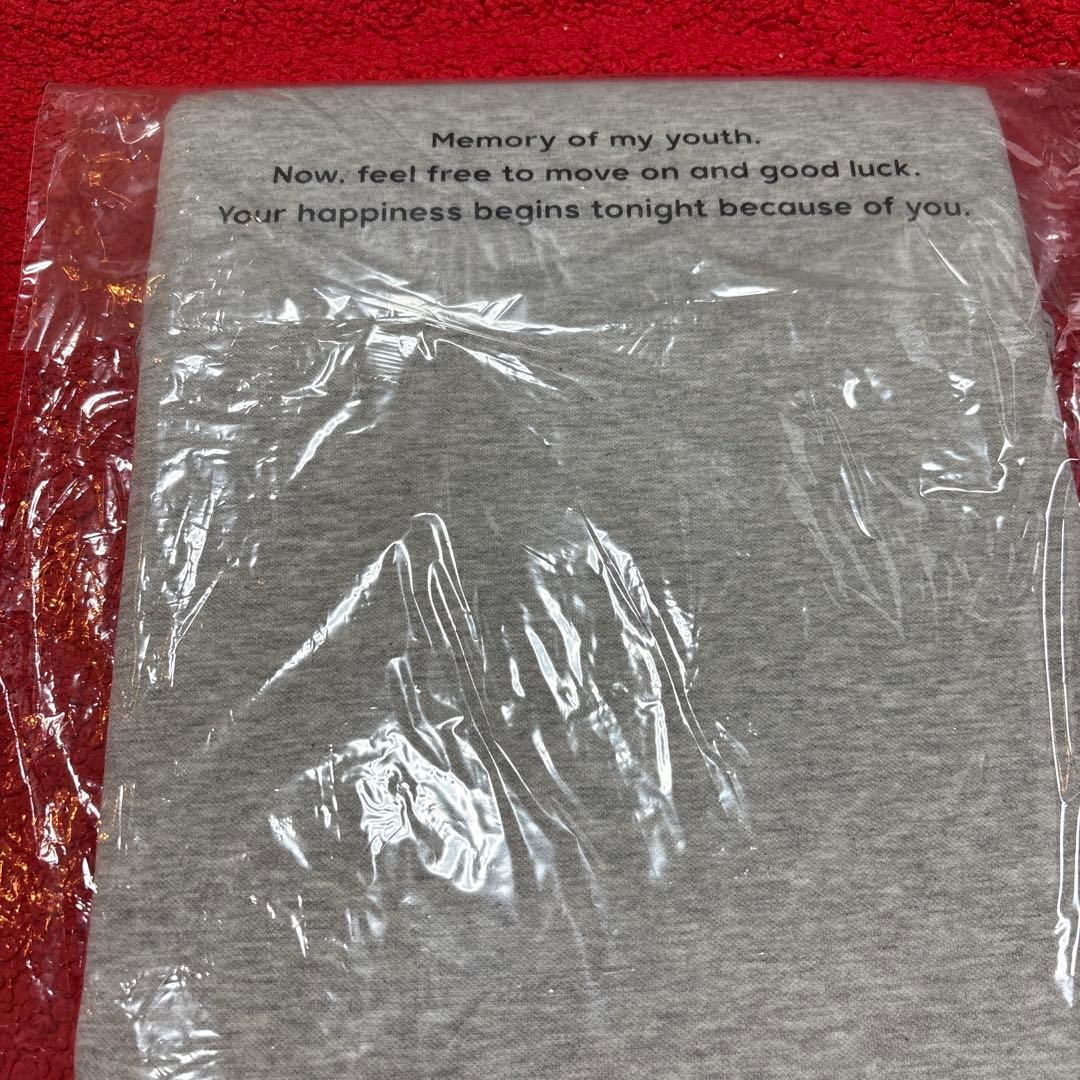 Memory of my youth.
Now. feel free to move on and good luck.
Your happiness begins tonight because of you.